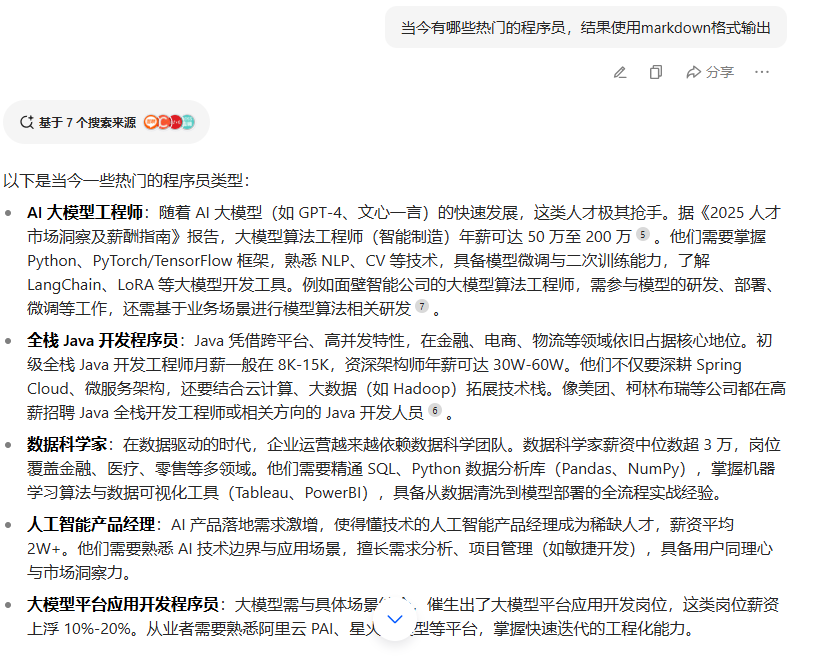 当今有哪些热门的程序员，结果使用markdown格式输出
分享
基于 7 个搜索来源
以下是当今一些热门的程序员类型：
AI 大模型工程师：随着 AI 大模型（如 GPT-4、文心一言）的快速发展，这类人才极其抢手。据《2025 人才
市场洞察及薪酬指南》报告，大模型算法工程师（智能制造）年薪可达 50 万至 200 万 5 。他们需要掌握
Python、PyTorch/TensorFlow 框架，熟悉 NLP、CV 等技术，具备模型微调与二次训练能力，了解
LangChain、LoRA 等大模型开发工具。例如面壁智能公司的大模型算法工程师，需参与模型的研发、部署、
微调等工作，还需基于业务场景进行模型算法相关研发 7 。
全栈 Java 开发程序员：Java 凭借跨平台、高并发特性，在金融、电商、物流等领域依旧占据核心地位。初
级全栈 Java 开发工程师月薪一般在 8K-15K，资深架构师年薪可达 30W-60W。他们不仅要深耕 Spring
Cloud、微服务架构，还要结合云计算、大数据（如 Hadoop）拓展技术栈。像美团、柯林布瑞等公司都在高
薪招聘 Java 全栈开发工程师或相关方向的 Java 开发人员 6 。
数据科学家：在数据驱动的时代，企业运营越来越依赖数据科学团队。数据科学家薪资中位数超 3 万，岗位
覆盖金融、医疗、零售等多领域。他们需要精通 SQL、Python 数据分析库（Pandas、NumPy），掌握机器
学习算法与数据可视化工具（Tableau、PowerBI），具备从数据清洗到模型部署的全流程实战经验。
人工智能产品经理：AI 产品落地需求激增，使得懂技术的人工智能产品经理成为稀缺人才，薪资平均
2W+。他们需要熟悉 AI 技术边界与应用场景，擅长需求分析、项目管理（如敏捷开发），具备用户同理心
与市场洞察力。
大模型平台应用开发程序员：大模型需与具体场景，催生出了大模型平台应用开发岗位，这类岗位薪资
上浮 10%-20%。从业者需要熟悉阿里云 PAI、星火型等平台，掌握快速迭代的工程化能力。